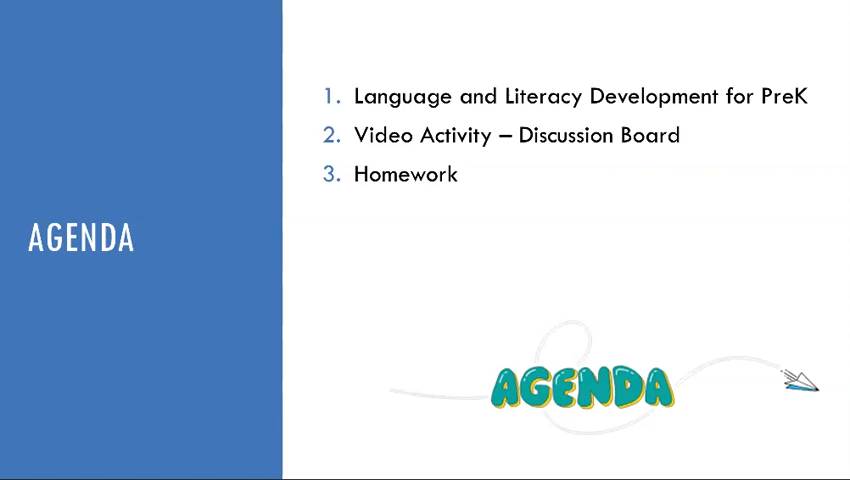 AGENDA
1. Language and Literacy Development for PreK
2. Video Activity – Discussion Board
3. Homework
AGENDA